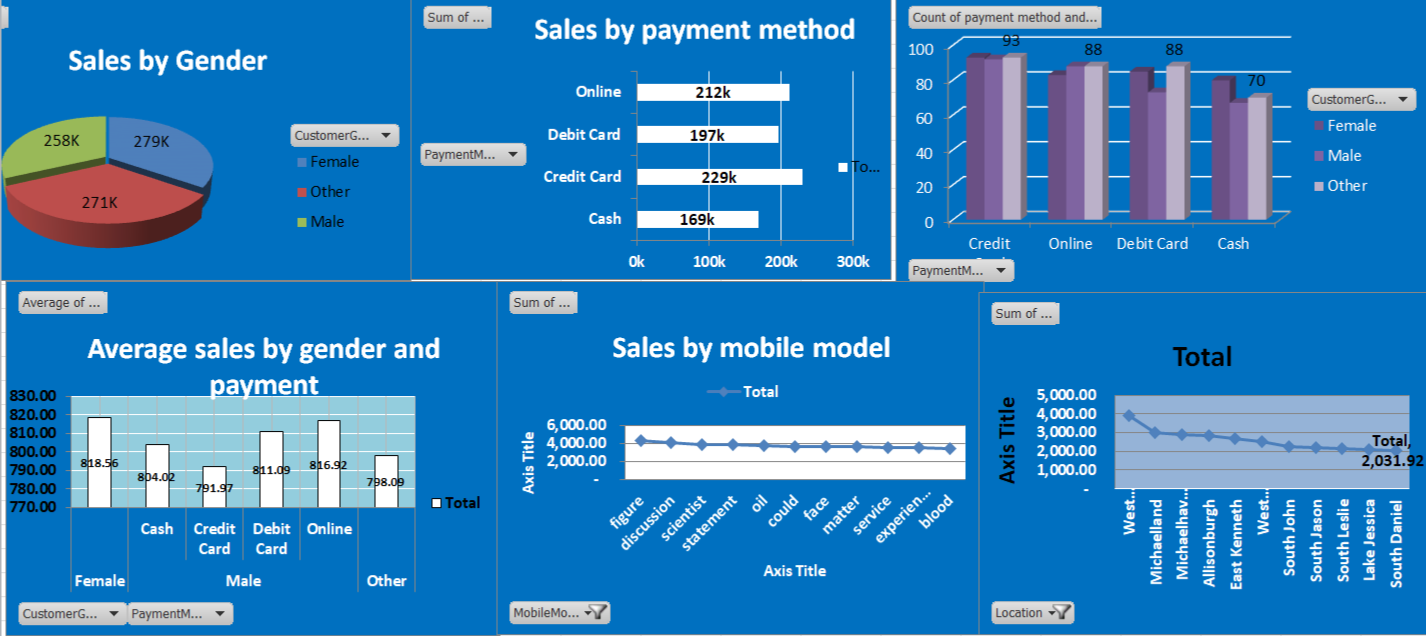 Sales by Gender
258K
279K
271K
CustomerG...
Female
Other
Male
Sum of ...
Sales by payment method
Online
212k
Debit Card
197k
Credit Card
229k
Cash
169k
0k 100k 200k 300k
PaymentM...
To...
Count of payment method and...
100
80
60
40
20
0
93
88
88
70
Credit
Online
Debit Card
Cash
CustomerG...
Female
Male
Other
PaymentM...
Average of ...
Average sales by gender and
payment
830.00
820.00
810.00
800.00
790.00
780.00
770.00
818.56
804.02
791.97
811.09
816.92
798.09
Total
Cash
Credit
Card
Debit
Card
Online
Female
Male
Other
CustomerG...
PaymentM...
Sum of ...
Sales by mobile model
Total
Axis Title
6,000.00
4,000.00
2,000.00
-
figure
discussion
scientist
statement
oil
could
face
matter
service
experien...
blood
Axis Title
MobileMo...
Sum of ...
Total
Axis Title
5,000.00
4,000.00
3,000.00
2,000.00
1,000.00
-
Total,
2,031.92
West...
Michaelland
Michaelhav...
Allisonburgh
East Kenneth
West...
South John
South Jason
South Leslie
Lake Jessica
South Daniel
Location